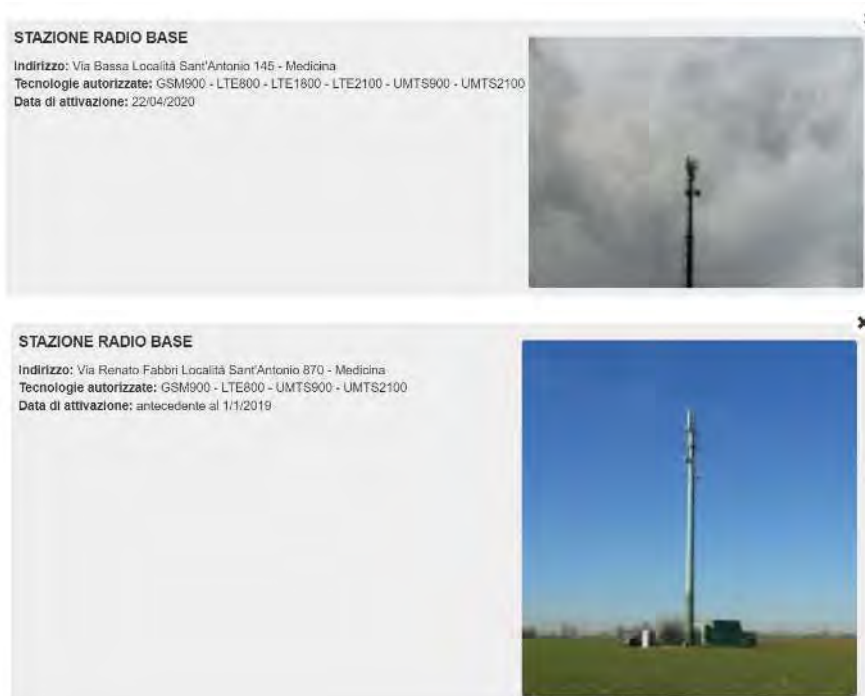 STAZIONE RADIO BASE
Indirizzo: Via Bassa Località Sant'Antonio 145 - Medicina
Tecnologie autorizzate: GSM900 - LTE800 - LTE1800 - LTE2100 - UMTS900 - UMTS2100
Data di attivazione: 22/04/2020
STAZIONE RADIO BASE
Indirizzo: Via Renato Fabbri Località Sant'Antonio 870 - Medicina
Tecnologie autorizzate: GSM900 - LTE800 - UMTS900 - UMTS2100
Data di attivazione: antecedente al 1/1/2019